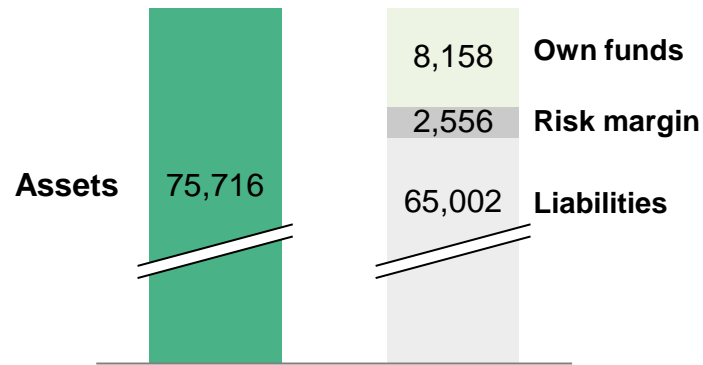 8,158 Own funds
2,556 Risk margin
Assets 75,716
65,002 Liabilities